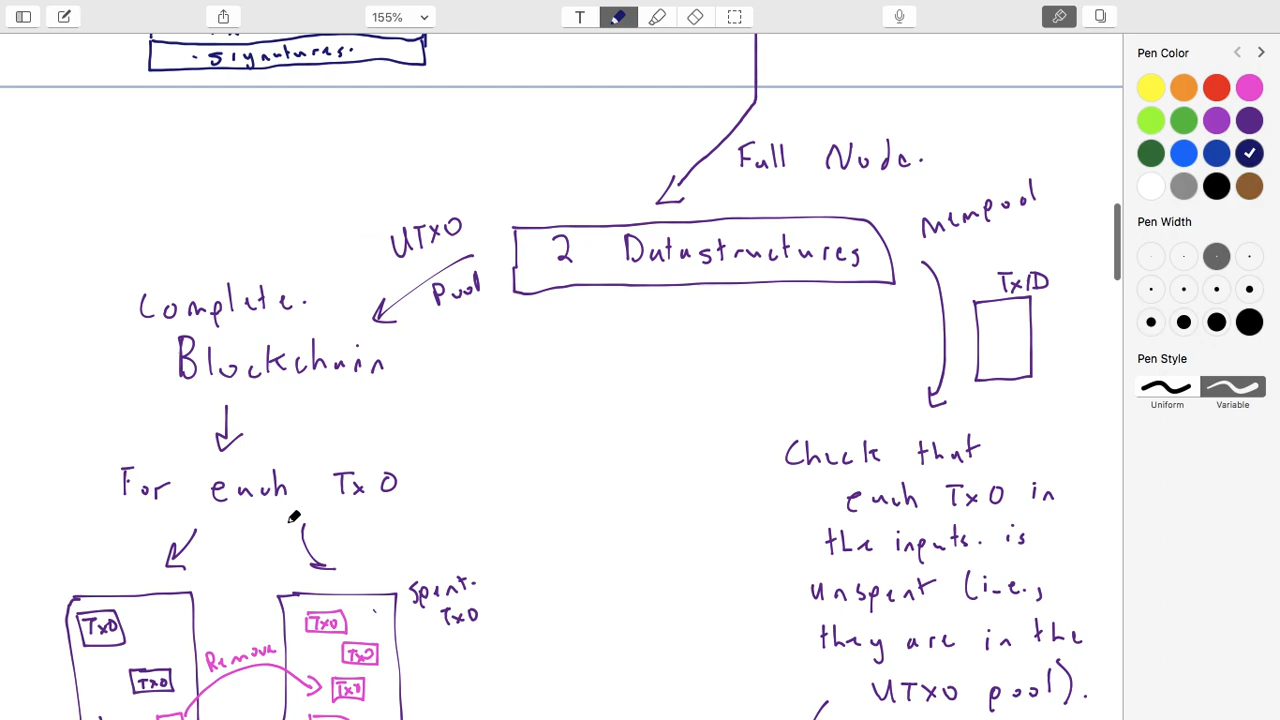 155%
T
Pen Color
Pen Width
Pen Style
Uniform
Variable
. signatures.
Full Node.
UTXO
Pool
2 Datastructures
mempool
TxID
Complete.
Blockchain
For each TxO
Spent.
TxO
TxO
TxO
Remove
TxO
TxO
TxO
Check that
each TxO in
the inputs. is
unspent (i.e.,
they are in the
UTXO pool).